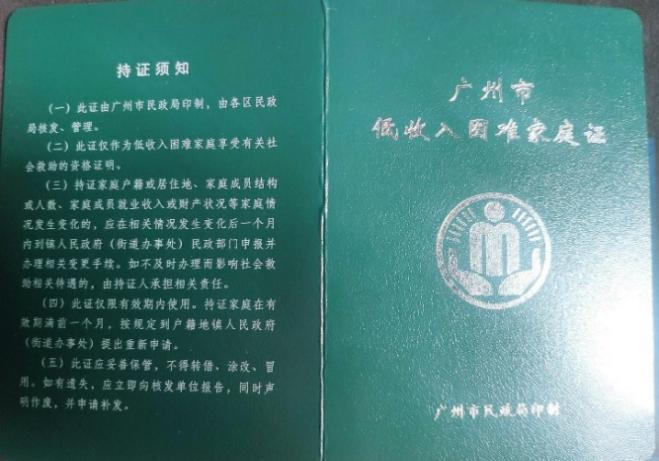 持证须知
(一)此证由广州市民政局印制,由各区民政
局核发、管理。
(二)此证仅作为低收入困难家庭享受有关社
会救助的资格证明。
(三)持证家庭户籍或居住地、家庭成员结构
或人数、家庭成员就业收入或财产状况等家庭情
况发生变化的,应在相关情况发生变化后一个月
内到镇人民政府(街道办事处)民政部门申报并
办理相关变更手续。如不及时办理而影响社会救
助相关待遇的,由持证人承担相关责任。
(四)此证仅限有效期内使用。持证家庭在有
效期满前一个月,按规定到户籍地镇人民政府
(街道办事处)提出重新申请。
(五)此证应妥善保管,不得转借、涂改、冒
用。如有遗失,应立即向核发单位报告,同时声
明作废,并申请补发。
广州市
低收入困难家庭证
广州市民政局印制